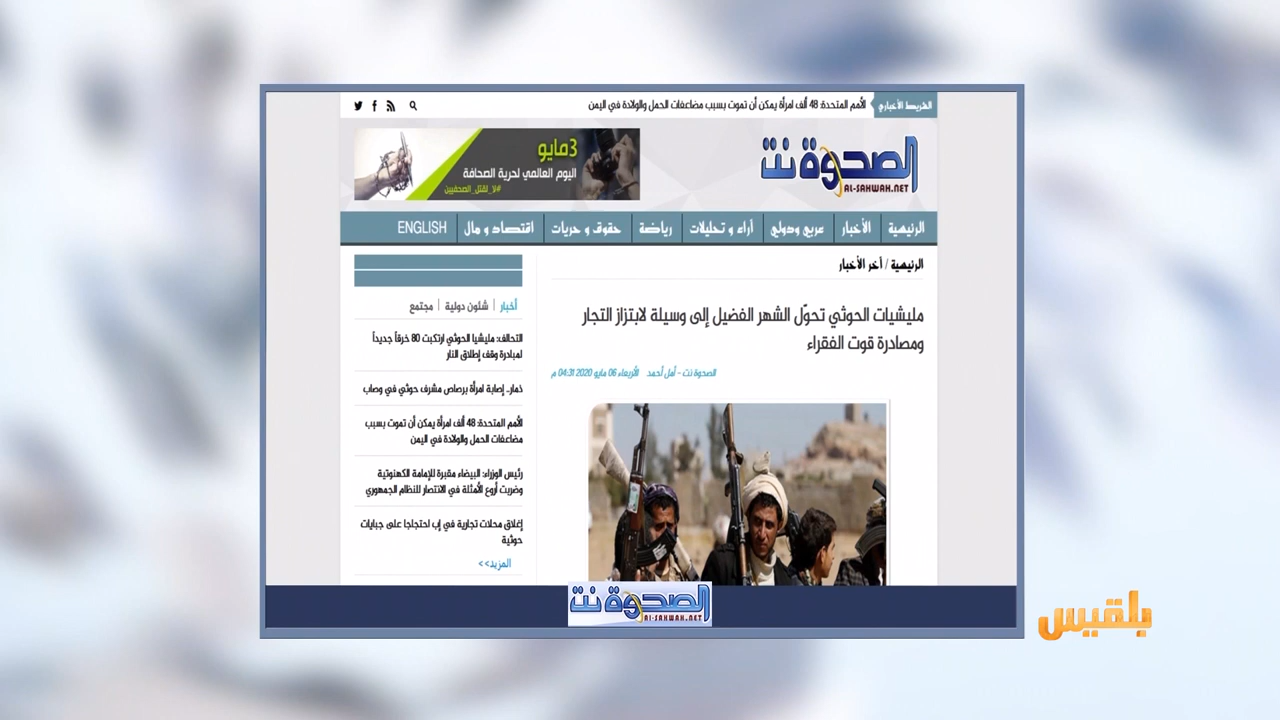 الشريط الأخباري
الأمم المتحدة: 48 ألف امرأة يمكن أن تموت بسبب مضاعفات الحمل والولادة في اليمن
الصحوة نت
AL-SAHWAH.NET
3مايو
اليوم العالمي لحرية الصحافة
#لا_لقتل_الصحفيين
الرئيسية
الأخبار
عربي ودولي
آراء و تحليلات
رياضة
حقوق و حريات
اقتصاد و مال
ENGLISH
الرئيسية / آخر الأخبار
مليشيات الحوثي تحوّل الشهر الفضيل إلى وسيلة لابتزاز التجار
ومصادرة قوت الفقراء
الصحوة نت - أمل أحمد الأربعاء 06 مايو 2020 04:31 م
أخبار | شئون دولية | مجتمع
التحالف: مليشيا الحوثي ارتكبت 80 خرقاً جديداً
لمبادرة وقف إطلاق النار
ذمار.. إصابة امرأة برصاص مشرف حوثي في وصاب
الأمم المتحدة: 48 ألف امرأة يمكن أن تموت بسبب
مضاعفات الحمل والولادة في اليمن
رئيس الوزراء: البيضاء مقبرة للإمامة الكهنوتية
وضربت أروع الأمثلة في الانتصار للنظام الجمهوري
إغلاق محلات تجارية في إب احتجاجا على جبايات
حوثية
المزيد>>
الصحوة نت
AL-SAHWAH.NET
بلقيس